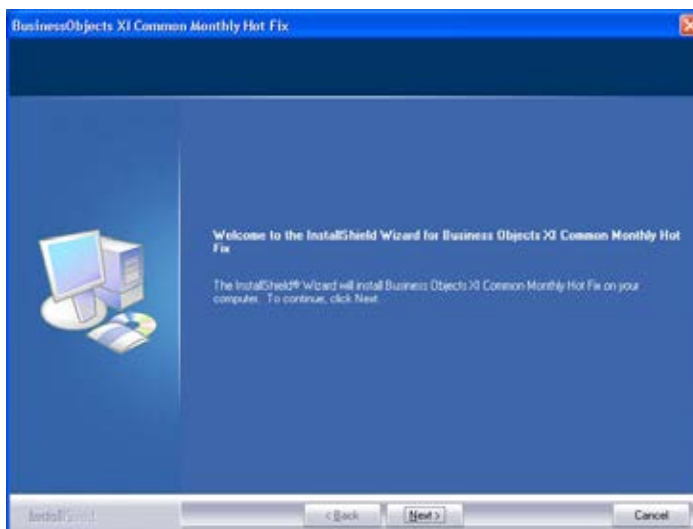 BusinessObjects XI Common Monthly Hot Fix
Welcome to the InstallShield Wizard for Business Objects XI Common Monthly Hot
Fix
The InstallShield® Wizard will install Business Objects XI Common Monthly Hot Fix on your
computer. To continue, click Next.
InstallShield
< Back
Next >
Cancel